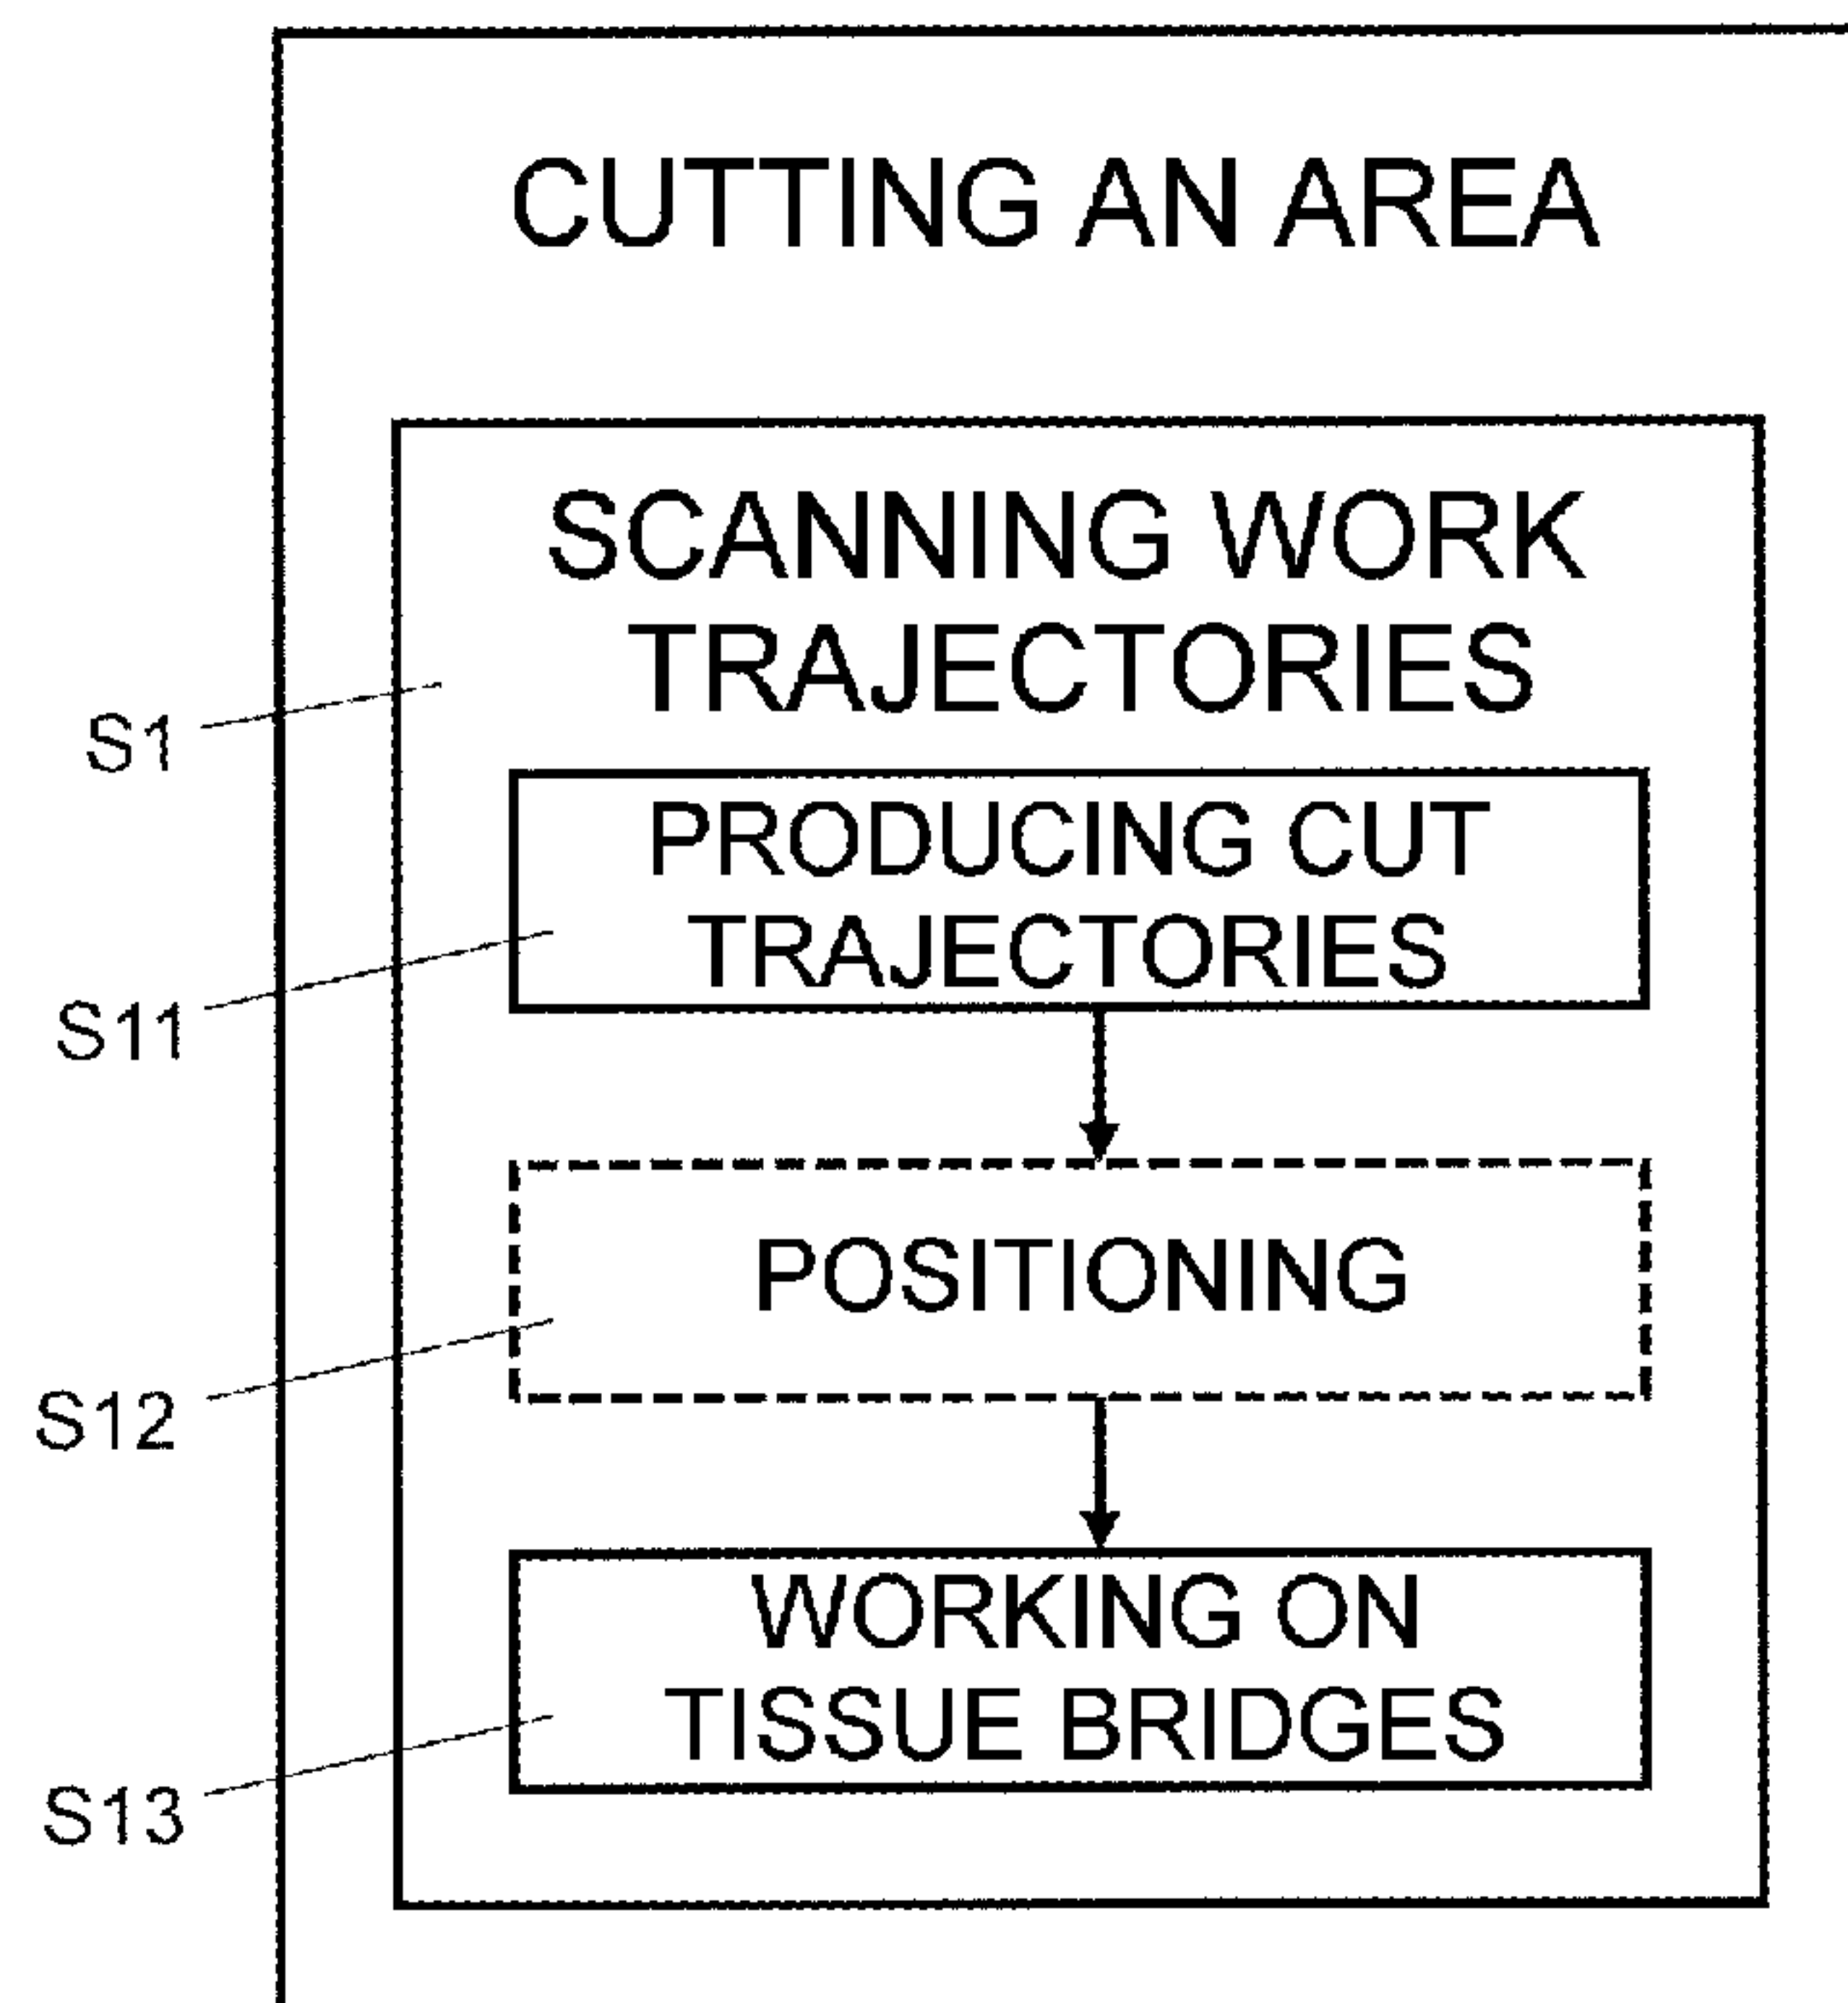 CUTTING AN AREA
SCANNING WORK
TRAJECTORIES
S1
PRODUCING CUT
TRAJECTORIES
S11
POSITIONING
S12
WORKING ON
TISSUE BRIDGES
S13